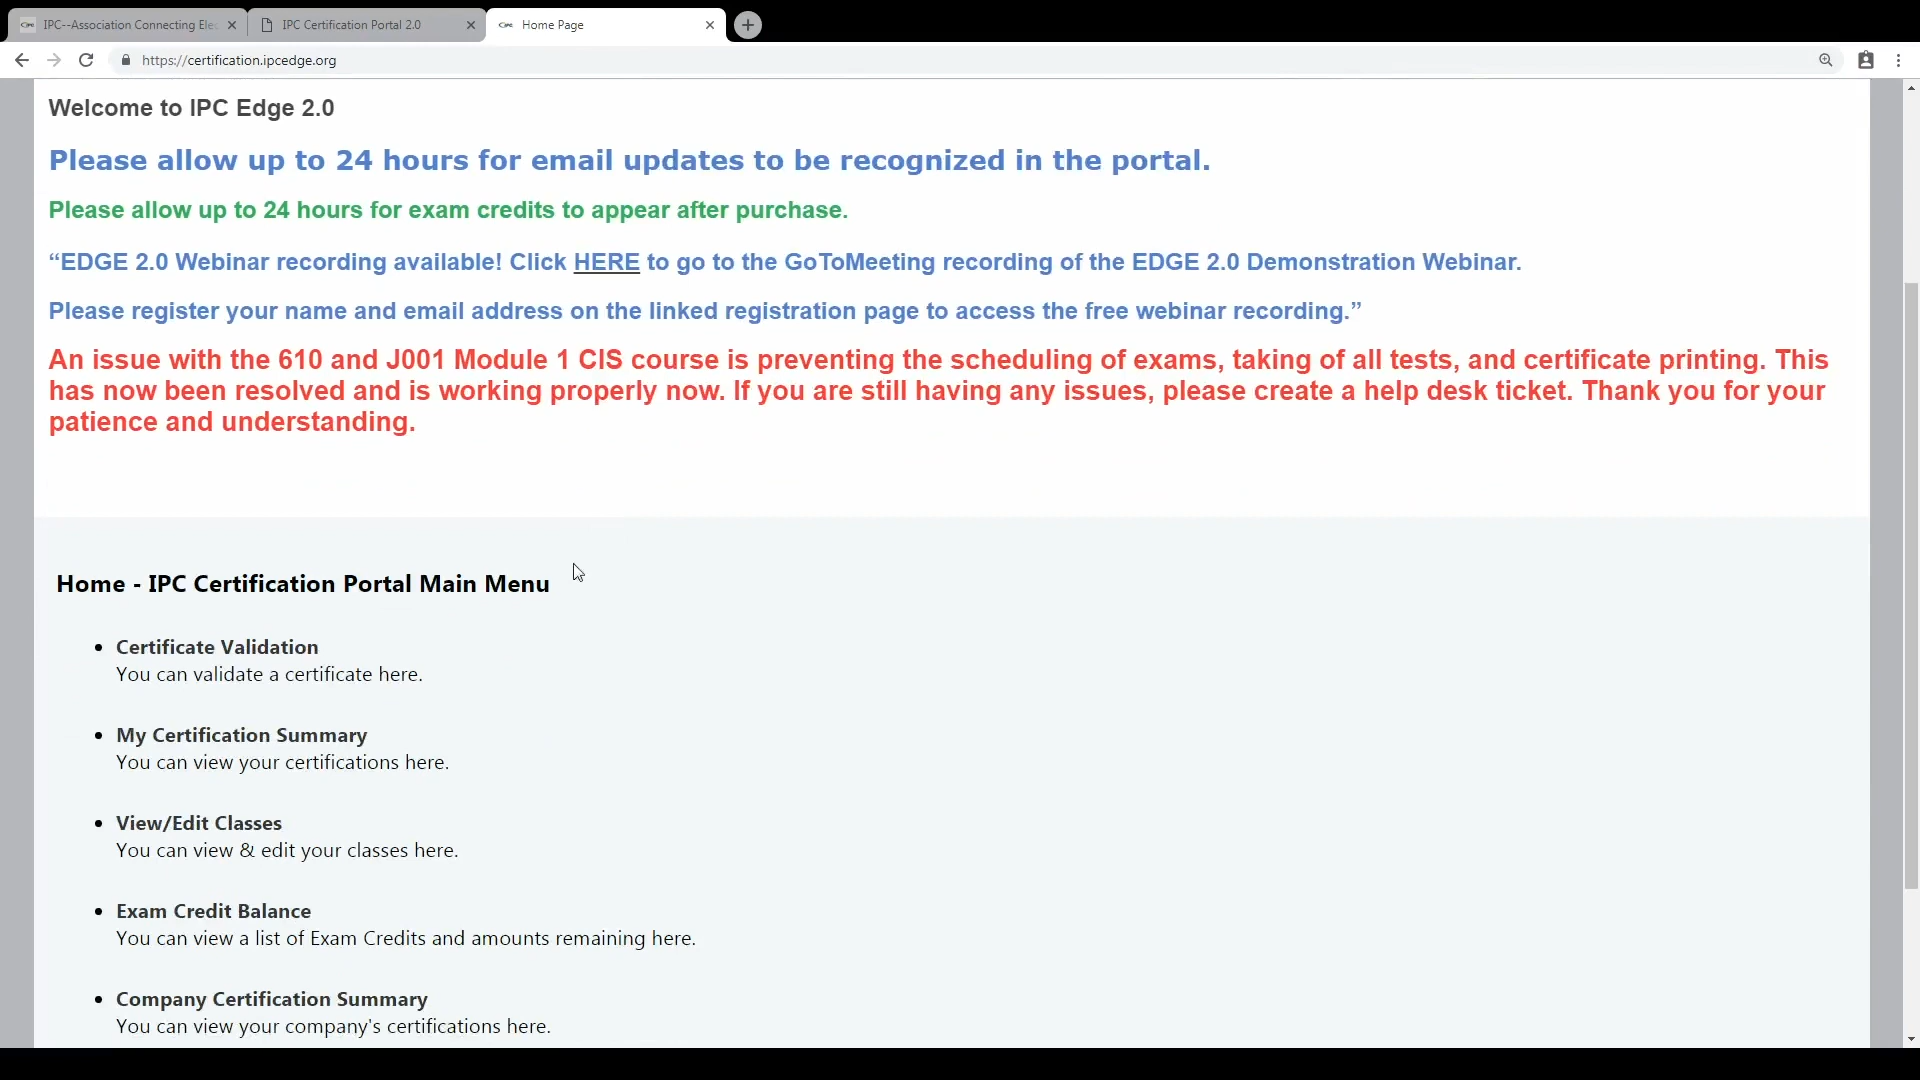 IPC--Association Connecting Elec
IPC Certification Portal 2.0
Home Page
https://certification.ipcedge.org
Welcome to IPC Edge 2.0
Please allow up to 24 hours for email updates to be recognized in the portal.
Please allow up to 24 hours for exam credits to appear after purchase.
“EDGE 2.0 Webinar recording available! Click HERE to go to the GoToMeeting recording of the EDGE 2.0 Demonstration Webinar.
Please register your name and email address on the linked registration page to access the free webinar recording.”
An issue with the 610 and J001 Module 1 CIS course is preventing the scheduling of exams, taking of all tests, and certificate printing. This
has now been resolved and is working properly now. If you are still having any issues, please create a help desk ticket. Thank you for your
patience and understanding.
Home - IPC Certification Portal Main Menu
• Certificate Validation
You can validate a certificate here.
• My Certification Summary
You can view your certifications here.
• View/Edit Classes
You can view & edit your classes here.
• Exam Credit Balance
You can view a list of Exam Credits and amounts remaining here.
• Company Certification Summary
You can view your company's certifications here.